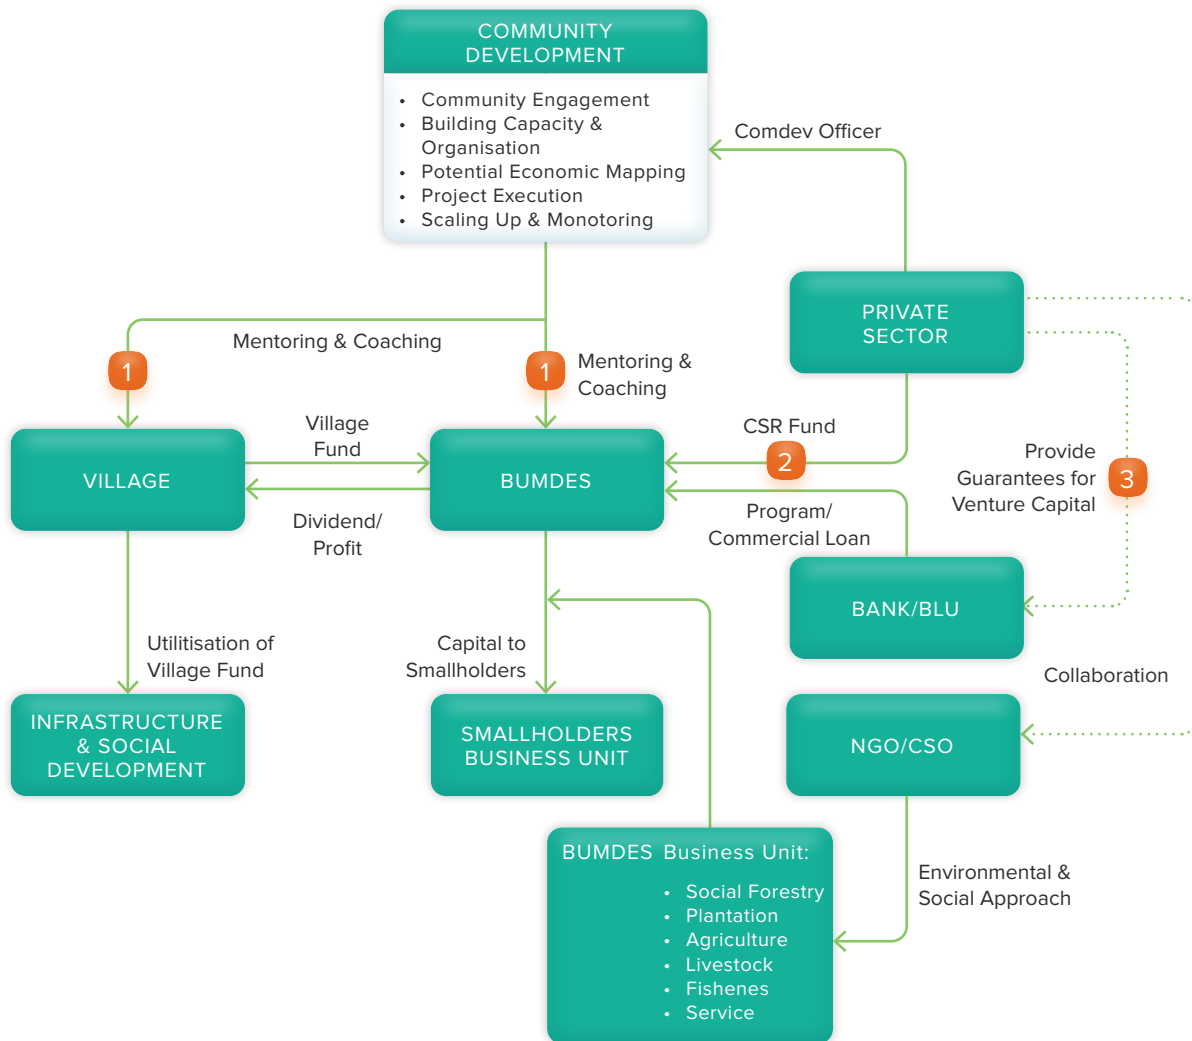 COMMUNITY
DEVELOPMENT
• Community Engagement
• Building Capacity &
Organisation
• Potential Economic Mapping
• Project Execution
• Scaling Up & Monotoring
Comdev Officer
PRIVATE
SECTOR
Mentoring & Coaching
1
1
Mentoring &
Coaching
VILLAGE
Village
Fund
Dividend/
Profit
BUMDES
CSR Fund
2
Program/
Commercial Loan
Provide
Guarantees for
Venture Capital
3
BANK/BLU
Utilitisation of
Village Fund
Capital to
Smallholders
Collaboration
INFRASTRUCTURE
& SOCIAL
DEVELOPMENT
SMALLHOLDERS
BUSINESS UNIT
NGO/CSO
BUMDES Business Unit:
• Social Forestry
• Plantation
• Agriculture
• Livestock
• Fishenes
• Service
Environmental &
Social Approach